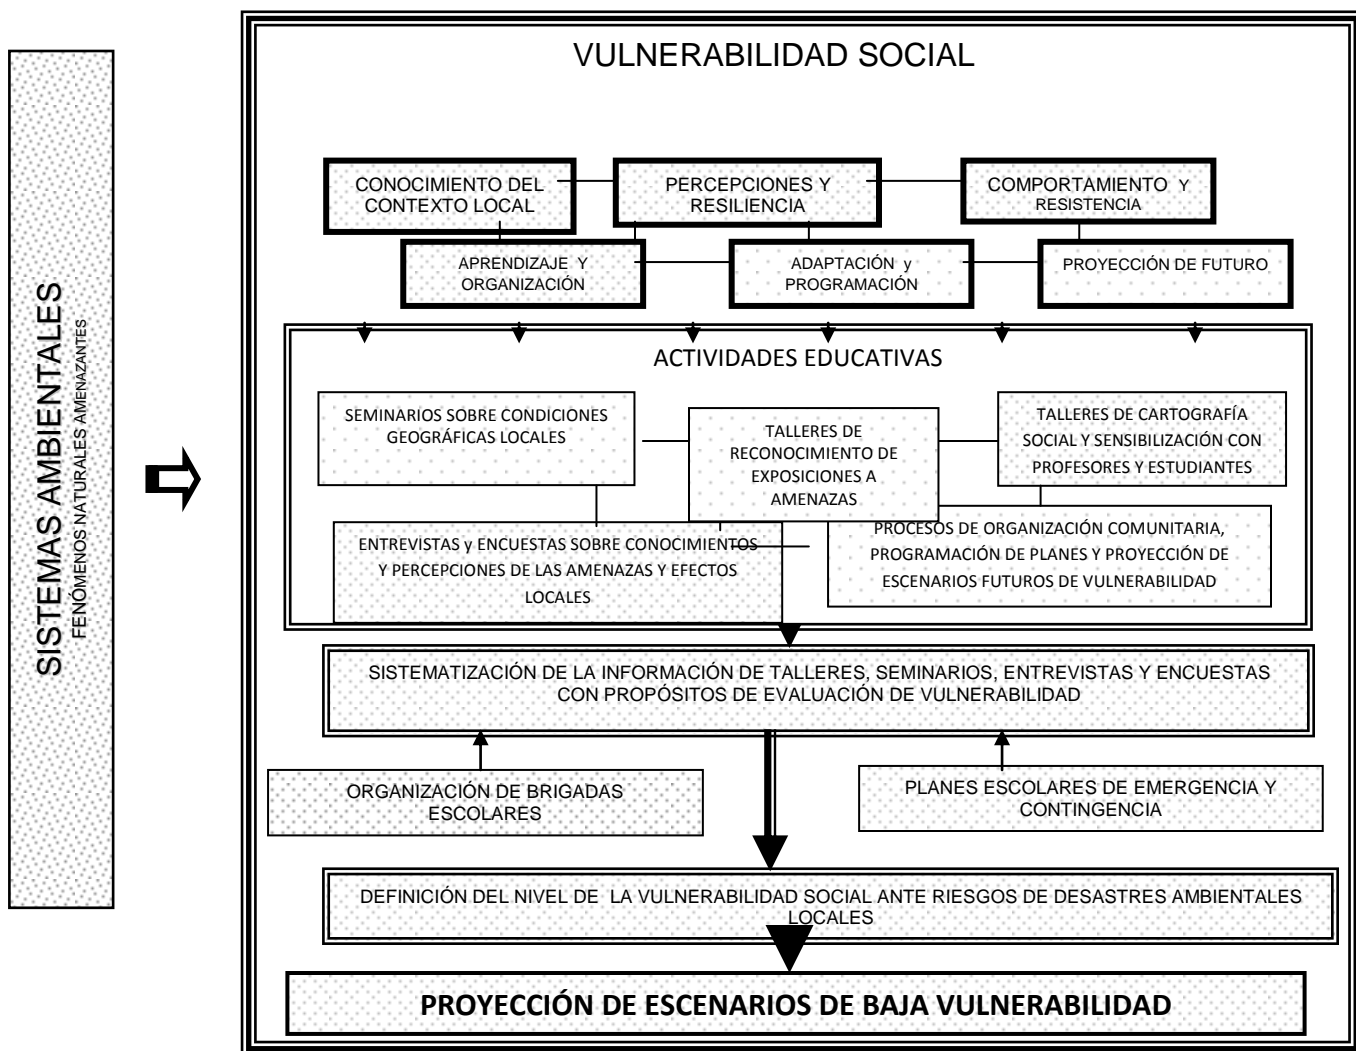 SISTEMAS AMBIENTALES
FENÓMENOS NATURALES AMENAZANTES
VULNERABILIDAD SOCIAL
CONOCIMIENTO DEL
CONTEXTO LOCAL
PERCEPCIONES Y
RESILIENCIA
COMPORTAMIENTO Y
RESISTENCIA
APRENDIZAJE Y
ORGANIZACIÓN
ADAPTACIÓN y
PROGRAMACIÓN
PROYECCIÓN DE FUTURO
ACTIVIDADES EDUCATIVAS
SEMINARIOS SOBRE CONDICIONES
GEOGRÁFICAS LOCALES
TALLERES DE
RECONOCIMIENTO DE
EXPOSICIONES A
AMENAZAS
TALLERES DE CARTOGRAFÍA
SOCIAL Y SENSIBILIZACIÓN CON
PROFESORES Y ESTUDIANTES
ENTREVISTAS y ENCUESTAS SOBRE CONOCIMIENTOS
Y PERCEPCIONES DE LAS AMENAZAS Y EFECTOS
LOCALES
PROCESOS DE ORGANIZACIÓN COMUNITARIA,
PROGRAMACIÓN DE PLANES Y PROYECCIÓN DE
ESCENARIOS FUTUROS DE VULNERABILIDAD
SISTEMATIZACIÓN DE LA INFORMACIÓN DE TALLERES, SEMINARIOS, ENTREVISTAS Y ENCUESTAS
CON PROPÓSITOS DE EVALUACIÓN DE VULNERABILIDAD
ORGANIZACIÓN DE BRIGADAS
ESCOLARES
PLANES ESCOLARES DE EMERGENCIA Y
CONTINGENCIA
DEFINICIÓN DEL NIVEL DE LA VULNERABILIDAD SOCIAL ANTE RIESGOS DE DESASTRES AMBIENTALES
LOCALES
PROYECCIÓN DE ESCENARIOS DE BAJA VULNERABILIDAD